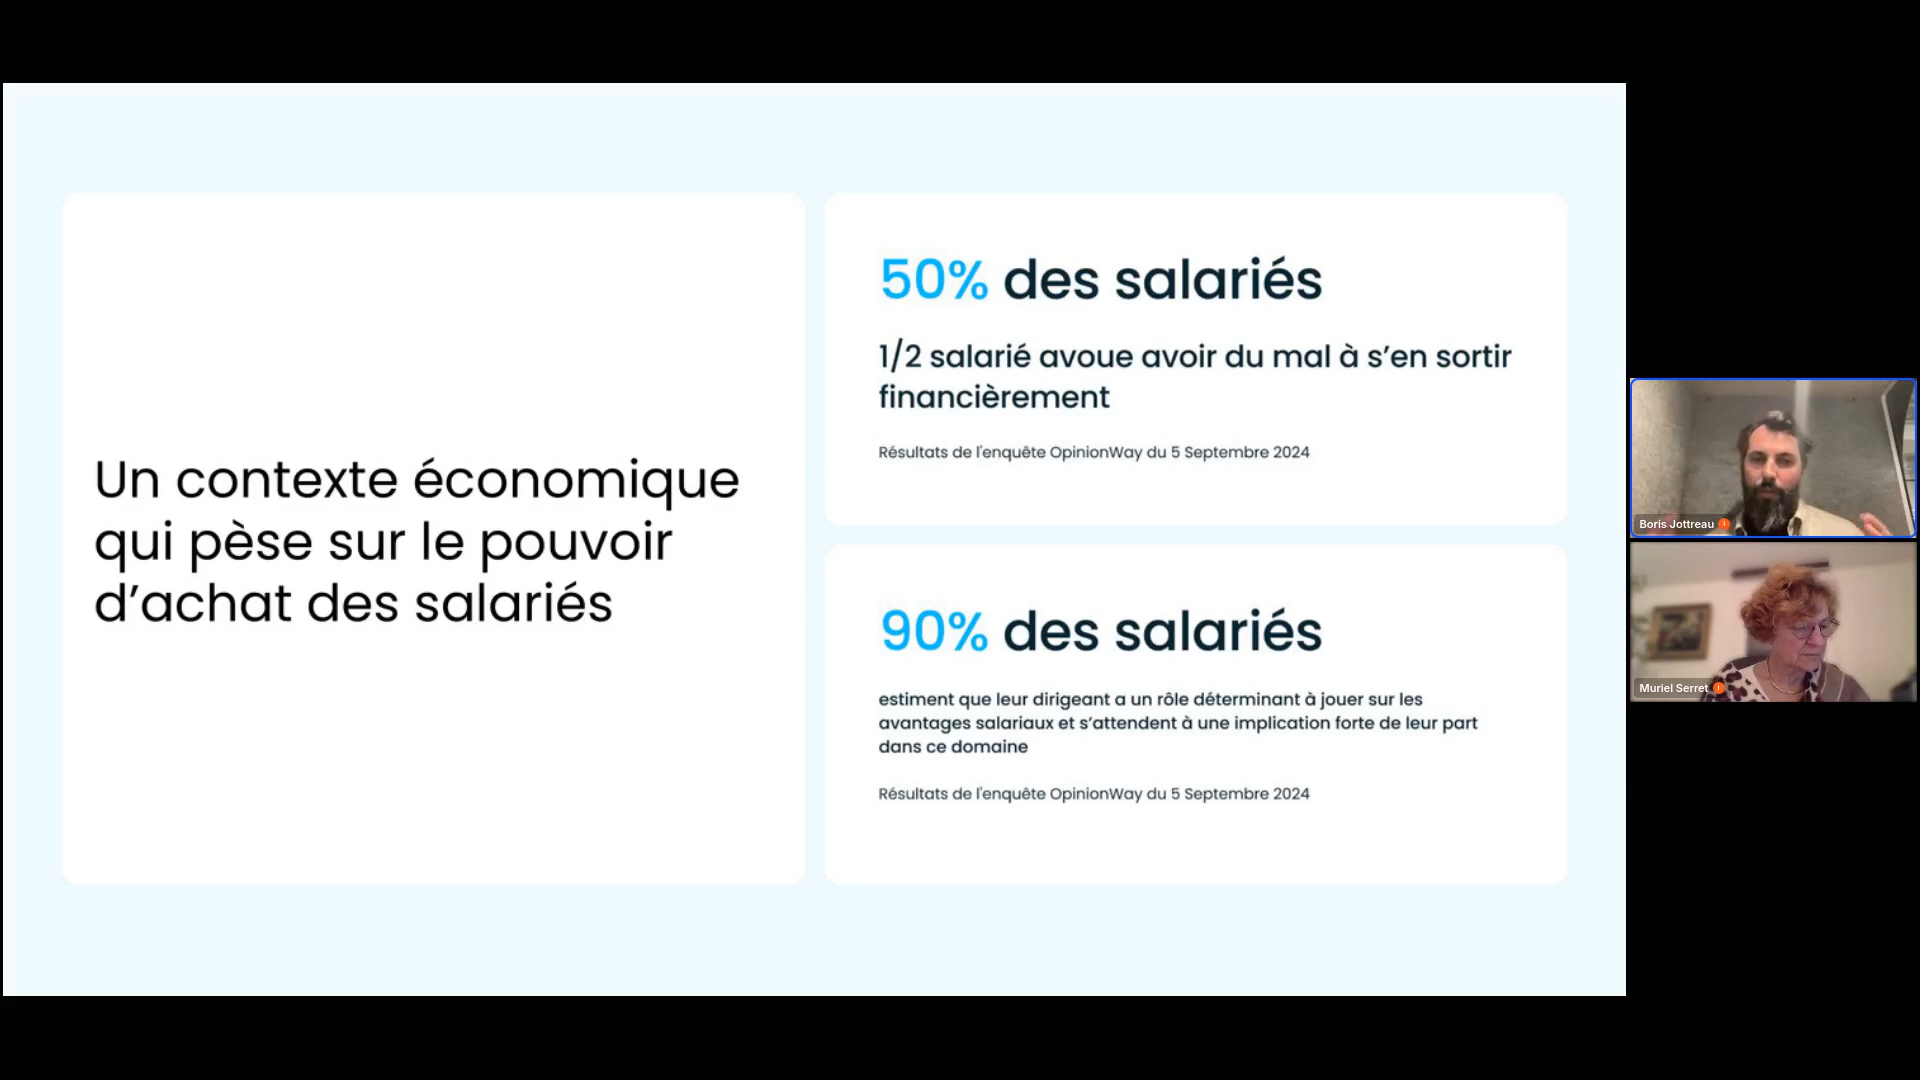 Un contexte économique
qui pèse sur le pouvoir
d’achat des salariés
50% des salariés
1/2 salarié avoue avoir du mal à s’en sortir
financièrement
Résultats de l'enquête OpinionWay du 5 Septembre 2024
90% des salariés
estiment que leur dirigeant a un rôle déterminant à jouer sur les
avantages salariaux et s’attendent à une implication forte de leur part
dans ce domaine
Résultats de l'enquête OpinionWay du 5 Septembre 2024
Boris Jottreau
Muriel Serret